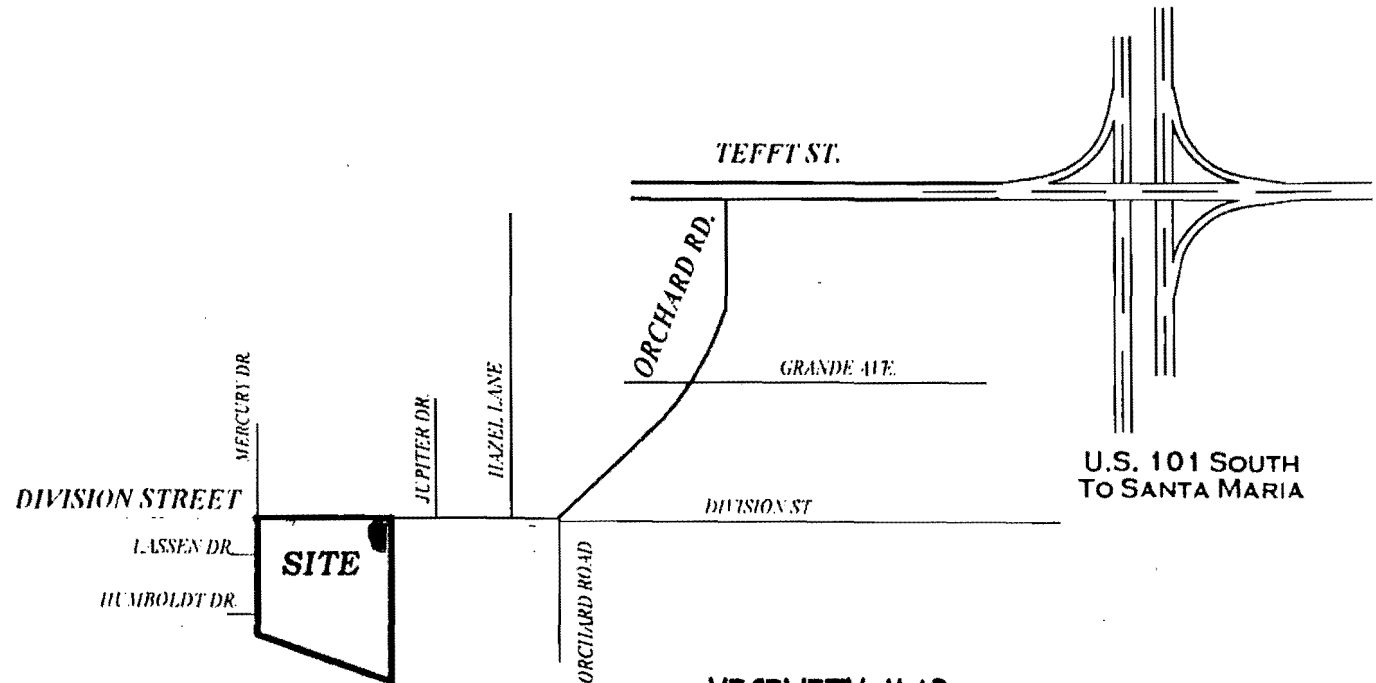 TEFFT ST.
ORCHARD RD.
GRANDE AVE.
MERCURY DR.
JUPITER DR.
HAZEL LANE
U.S. 101 SOUTH
TO SANTA MARIA
DIVISION STREET
DIVISION ST
LASSEN DR.
SITE
HUMBOLDT DR.
ORCHARD ROAD